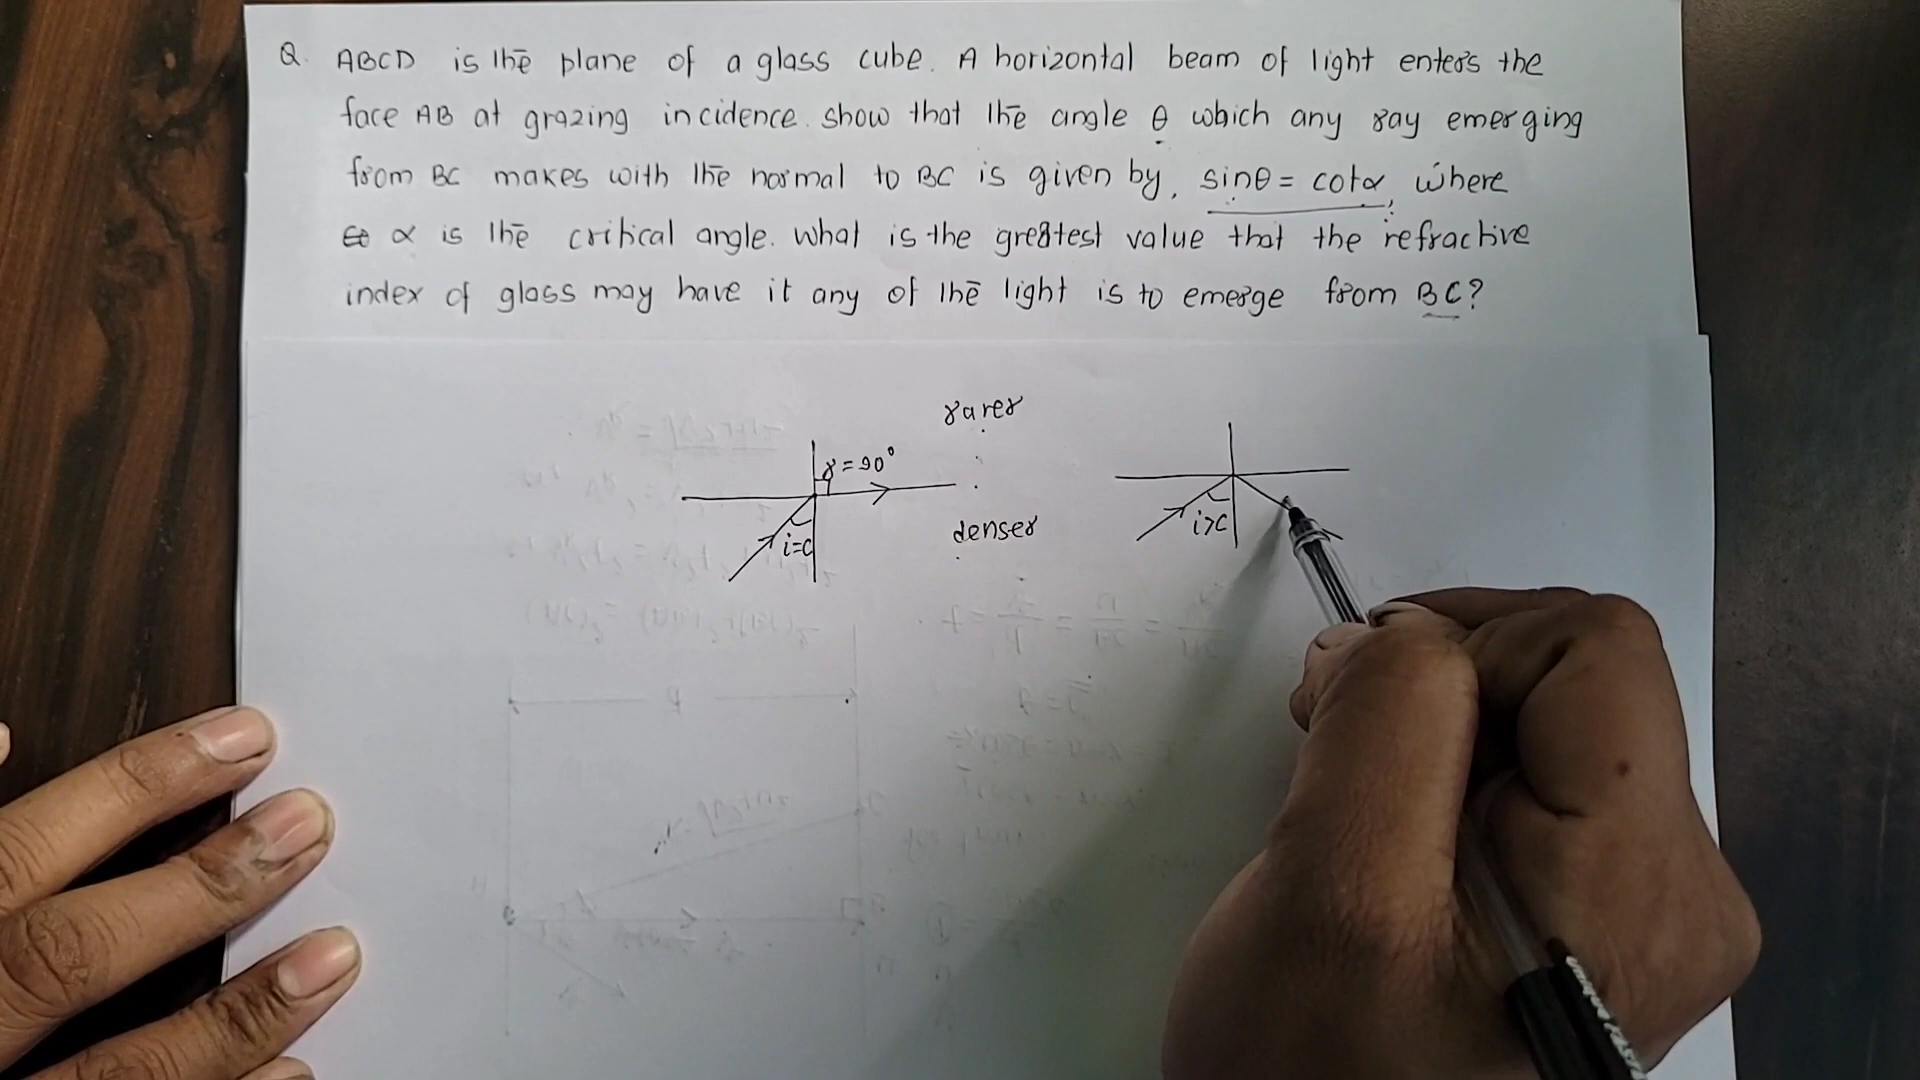 Q. ABCD is the plane of a glass cube. A horizontal beam of light enters the
face AB at grazing incidence. show that the angle θ which any ray emerging
from BC makes with the normal to BC is given by, sinθ = cotα, where
α is the critical angle. what is the greatest value that the refractive
index of glass may have it any of the light is to emerge from BC?
rarer
r = 90°
denser
i=c
i>c